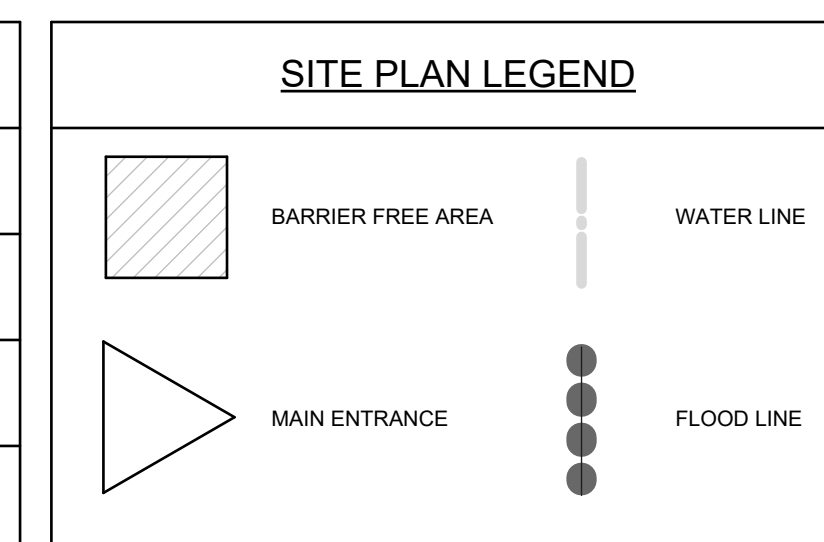 SITE PLAN LEGEND
BARRIER FREE AREA
WATER LINE
MAIN ENTRANCE
FLOOD LINE